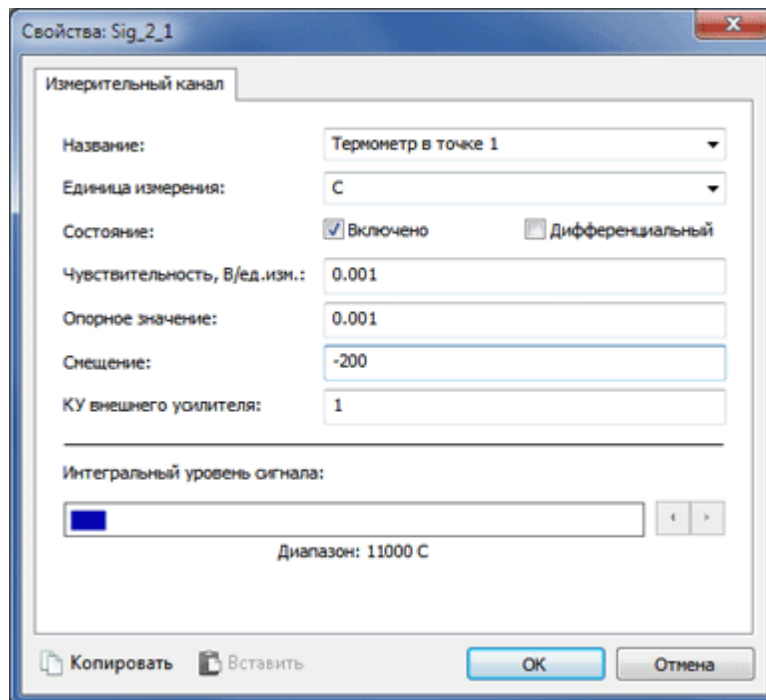 Свойства: Sig_2_1
Измерительный канал
Название: Термометр в точке 1
Единица измерения: С
Состояние: Включено Дифференциальный
Чувствительность, В/ед.изм.: 0.001
Опорное значение: 0.001
Смещение: -200
КУ внешнего усилителя: 1
Интегральный уровень сигнала:
Диапазон: 11000 С
Копировать Вставить ОК Отмена